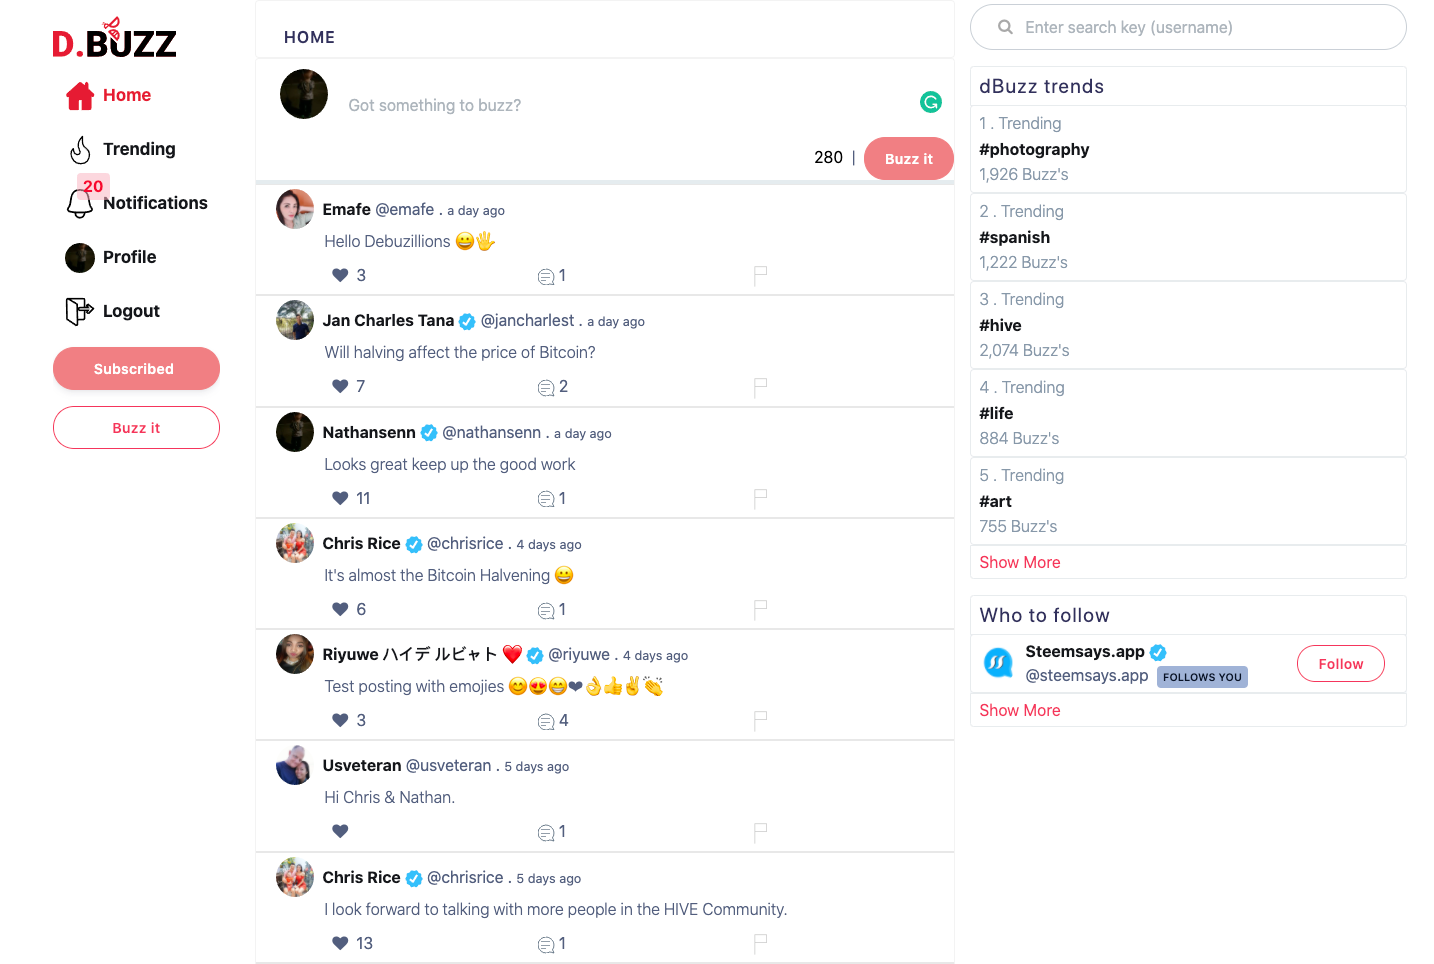 D.BUZZ
Home
Trending
20
Notifications
Profile
Logout
Subscribed
Buzz it
HOME
Got something to buzz?
280 | Buzz it
Emafe @emafe . a day ago
Hello Debuzillions 😀🖐
3 1
Jan Charles Tana @jancharlest . a day ago
Will halving affect the price of Bitcoin?
7 2
Nathansenn @nathansenn . a day ago
Looks great keep up the good work
11 1
Chris Rice @chrisrice . 4 days ago
It's almost the Bitcoin Halvening 😀
6 1
Riyuwe ハイデ ルビャト ❤️ @riyuwe . 4 days ago
Test posting with emojies 😊😍😁❤👌👍✌👏
3 4
Usveteran @usveteran . 5 days ago
Hi Chris & Nathan.
1
Chris Rice @chrisrice . 5 days ago
I look forward to talking with more people in the HIVE Community.
13 1
Enter search key (username)
dBuzz trends
1 . Trending
#photography
1,926 Buzz's
2 . Trending
#spanish
1,222 Buzz's
3 . Trending
#hive
2,074 Buzz's
4 . Trending
#life
884 Buzz's
5 . Trending
#art
755 Buzz's
Show More
Who to follow
Steemsays.app
@steemsays.app FOLLOWS YOU
Follow
Show More